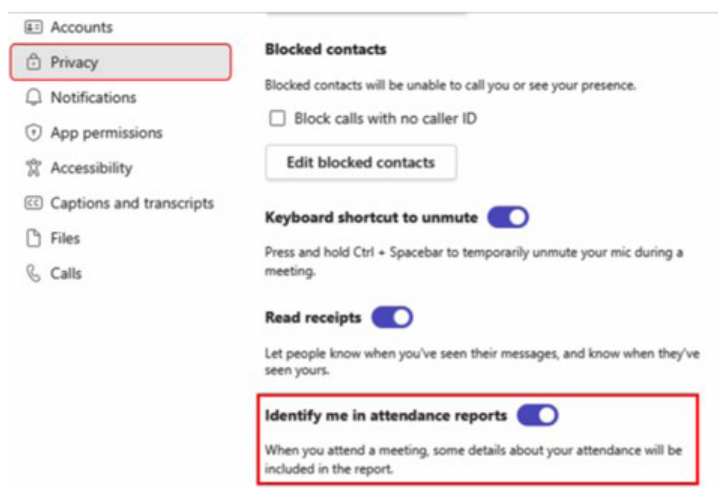 Accounts
Privacy
Notifications
App permissions
Accessibility
CC Captions and transcripts
Files
Calls
Blocked contacts
Blocked contacts will be unable to call you or see your presence.
Block calls with no caller ID
Edit blocked contacts
Keyboard shortcut to unmute
Press and hold Ctrl + Spacebar to temporarily unmute your mic during a
meeting.
Read receipts
Let people know when you've seen their messages, and know when they've
seen yours.
Identify me in attendance reports
When you attend a meeting, some details about your attendance will be
included in the report.